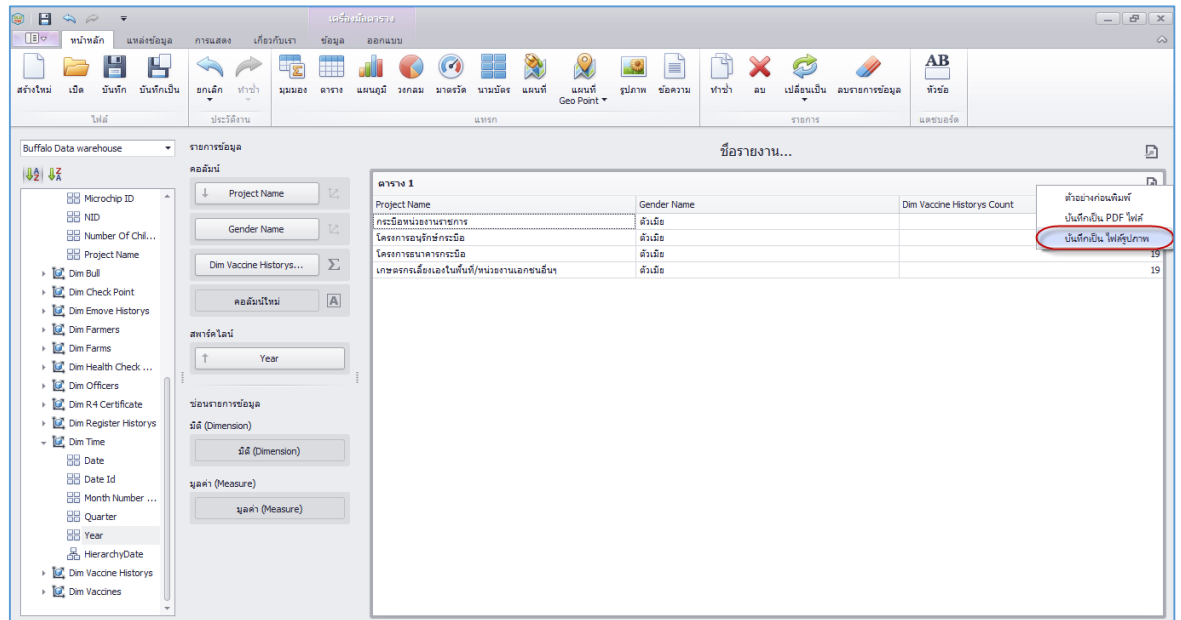 เครื่องมือตาราง
หน้าหลัก แหล่งข้อมูล การแสดง เกี่ยวกับเรา ข้อมูล ออกแบบ
สร้างใหม่ เปิด บันทึก บันทึกเป็น ยกเลิก ทำซ้ำ มุมมอง ตาราง แผนภูมิ วงกลม มาตรวัด นามบัตร แผนที่ แผนที่ Geo Point รูปภาพ ข้อความ ทำซ้ำ ลบ เปลี่ยนเป็น ลบรายการข้อมูล หัวข้อ
ไฟล์ ประวัติงาน แทรก รายการ แดชบอร์ด
Buffalo Data warehouse
Microchip ID
NID
Number Of Chil...
Project Name
Dim Bull
Dim Check Point
Dim Emove Historys
Dim Farmers
Dim Farms
Dim Health Check ...
Dim Officers
Dim R4 Certificate
Dim Register Historys
Dim Time
Date
Date Id
Month Number ...
Quarter
Year
HierarchyDate
Dim Vaccine Historys
Dim Vaccines
รายการข้อมูล
คอลัมน์
Project Name
Gender Name
Dim Vaccine Historys...
คอลัมน์ใหม่
สพาร์คไลน์
Year
ซ่อนรายการข้อมูล
มิติ (Dimension)
มิติ (Dimension)
มูลค่า (Measure)
มูลค่า (Measure)
ชื่อรายงาน...
ตาราง 1
Project Name Gender Name Dim Vaccine Historys Count
กระบือหน่วยงานราชการ ตัวเมีย
โครงการอนุรักษ์กระบือ ตัวเมีย
โครงการธนาคารกระบือ ตัวเมีย 19
เกษตรกรเลี้ยงเองในพื้นที่/หน่วยงานเอกชนอื่นๆ ตัวเมีย 19
ตัวอย่างก่อนพิมพ์
บันทึกเป็น PDF ไฟล์
บันทึกเป็น ไฟล์รูปภาพ